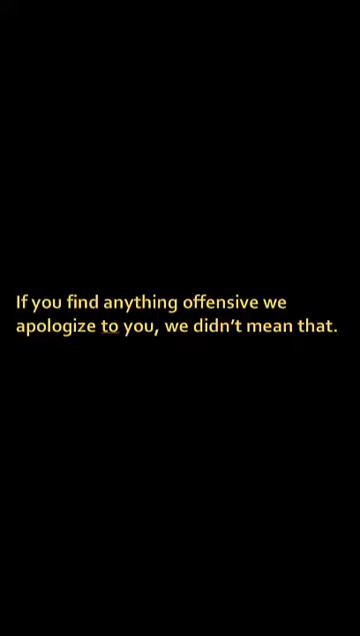 If you find anything offensive we
apologize to you, we didn’t mean that.